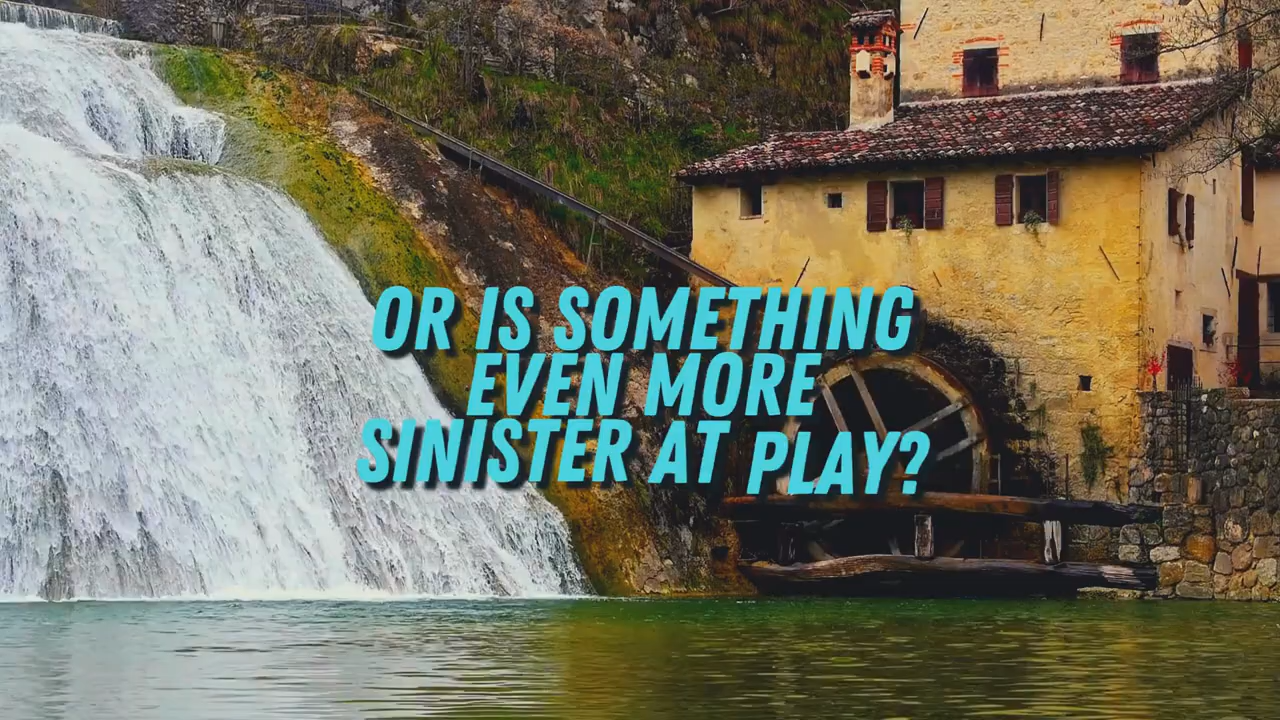 OR IS SOMETHING
EVEN MORE
SINISTER AT PLAY?